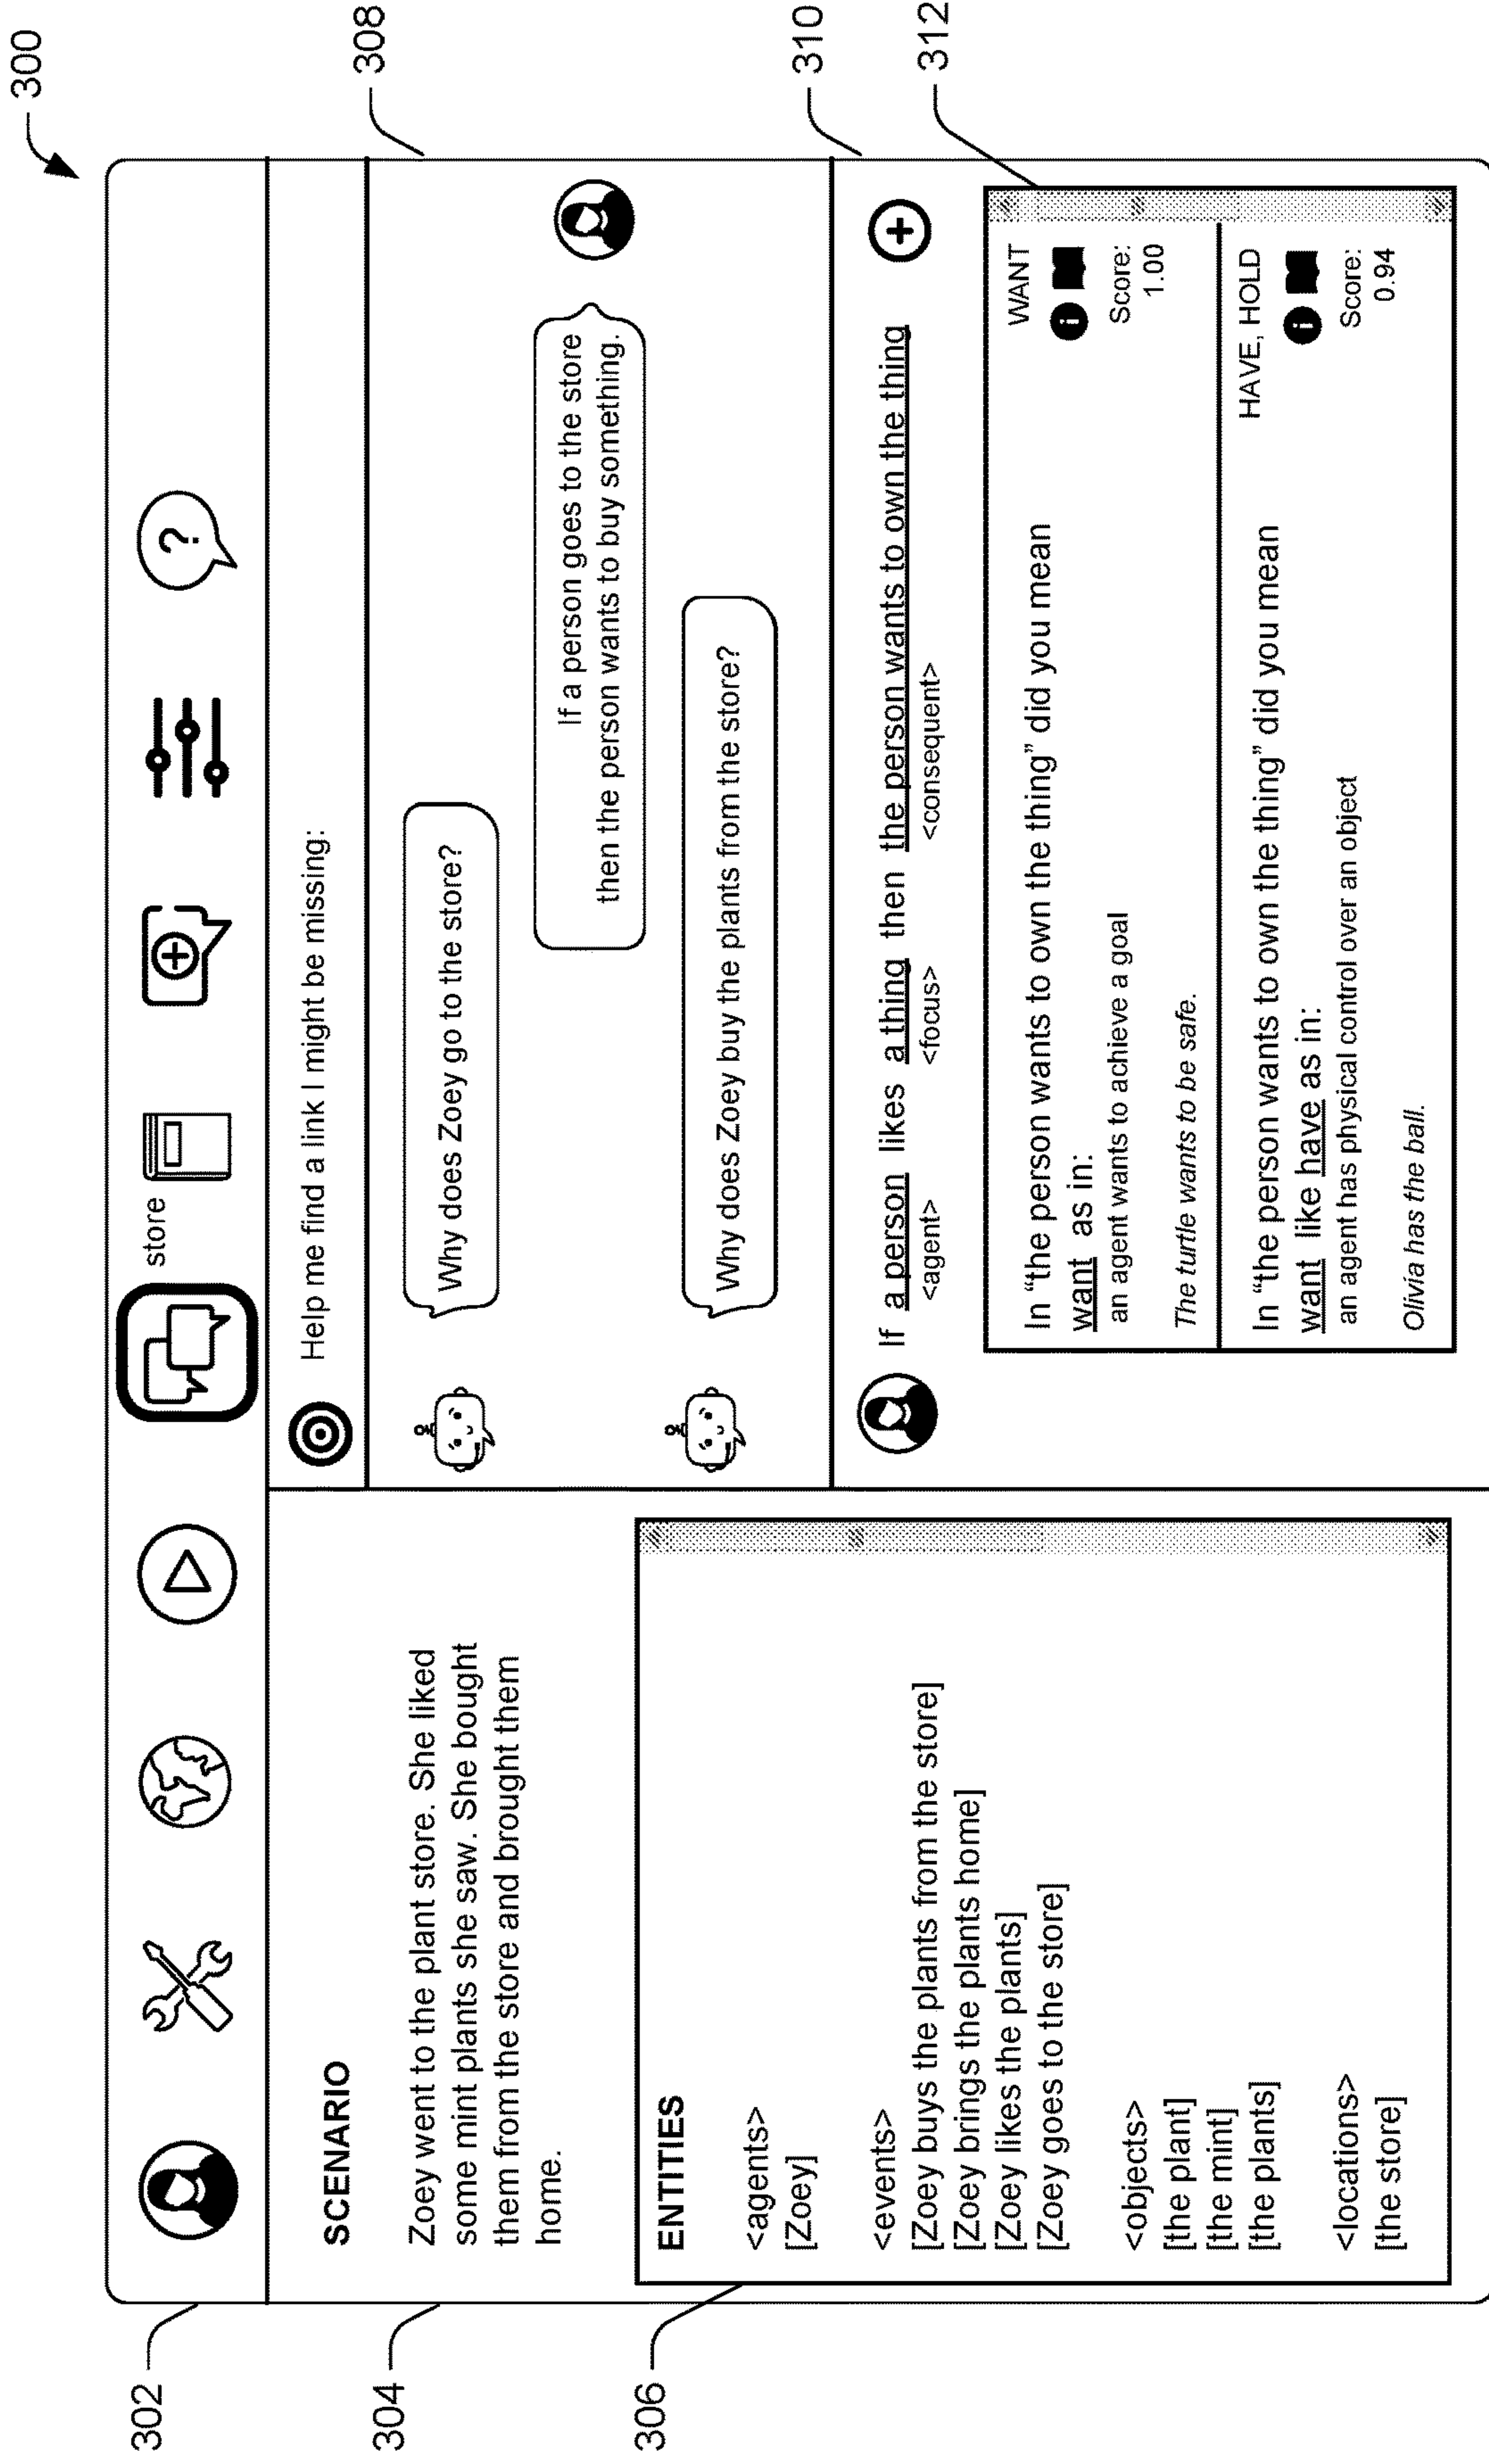 300
302
store
304
SCENARIO
Zoey went to the plant store. She liked
some mint plants she saw. She bought
them from the store and brought them
home.
306
ENTITIES
<agents>
[Zoey]
<events>
[Zoey buys the plants from the store]
[Zoey brings the plants home]
[Zoey likes the plants]
[Zoey goes to the store]
<objects>
[the plant]
[the mint]
[the plants]
<locations>
[the store]
Help me find a link I might be missing:
308
Why does Zoey go to the store?
If a person goes to the store
then the person wants to buy something.
Why does Zoey buy the plants from the store?
310
If a person likes a thing then the person wants to own the thing
<agent> <focus> <consequent>
312
In “the person wants to own the thing” did you mean
want as in:
an agent wants to achieve a goal
The turtle wants to be safe.
WANT
i
Score:
1.00
In “the person wants to own the thing” did you mean
want like have as in:
an agent has physical control over an object
Olivia has the ball.
HAVE, HOLD
i
Score:
0.94